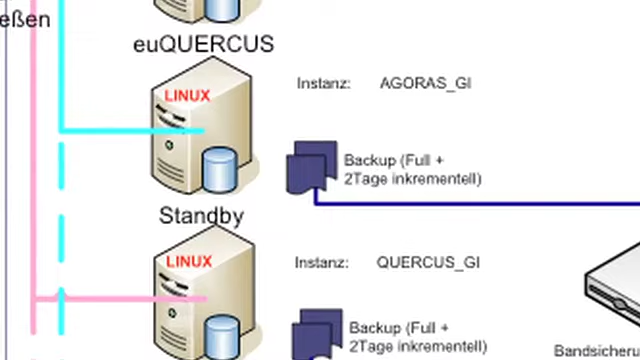 eßen
euQUERCUS
LINUX
Instanz: AGORAS_GI
Backup (Full +
2Tage inkrementell)
Standby
LINUX
Instanz: QUERCUS_GI
Backup (Full +
2Tage inkrementell)
Bandsicheru